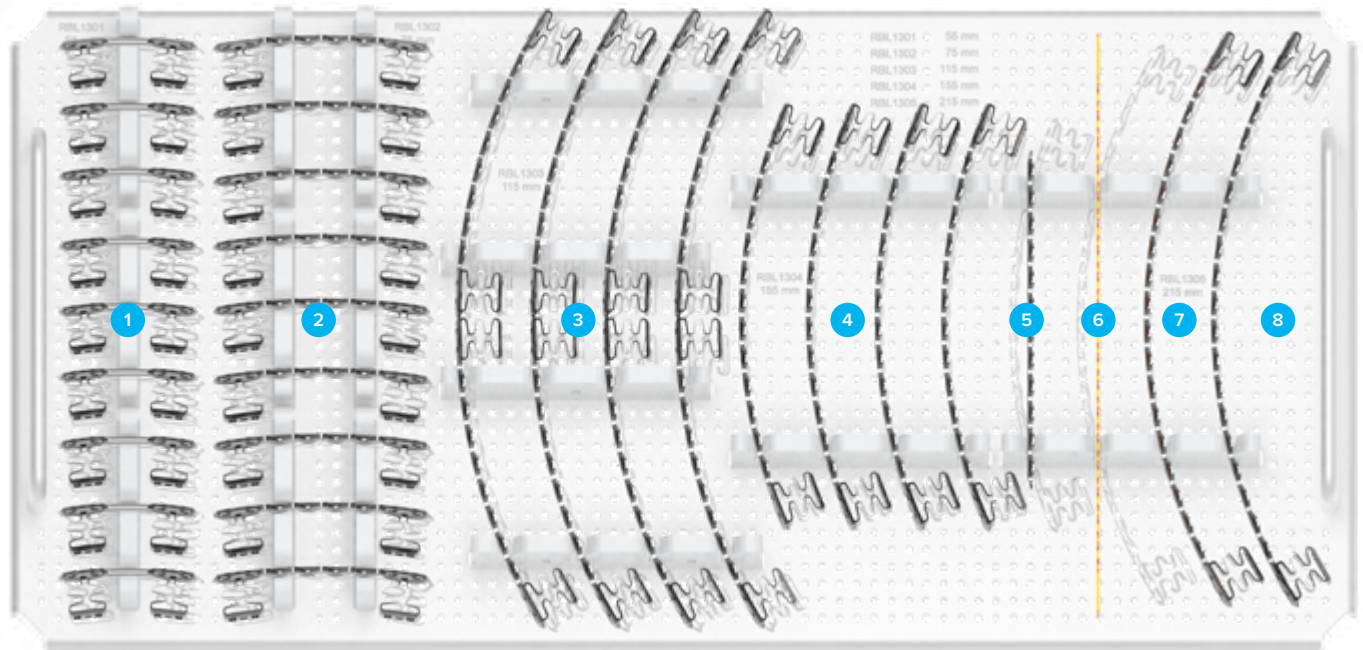 RBL1301
RBL1302
RBL1301 55 mm
RBL1302 75 mm
RBL1303 115 mm
RBL1304 155 mm
RBL1305 215 mm
RBL1303
115 mm
RBL1304
155 mm
RBL1305
215 mm
1
2
3
4
5
6
7
8